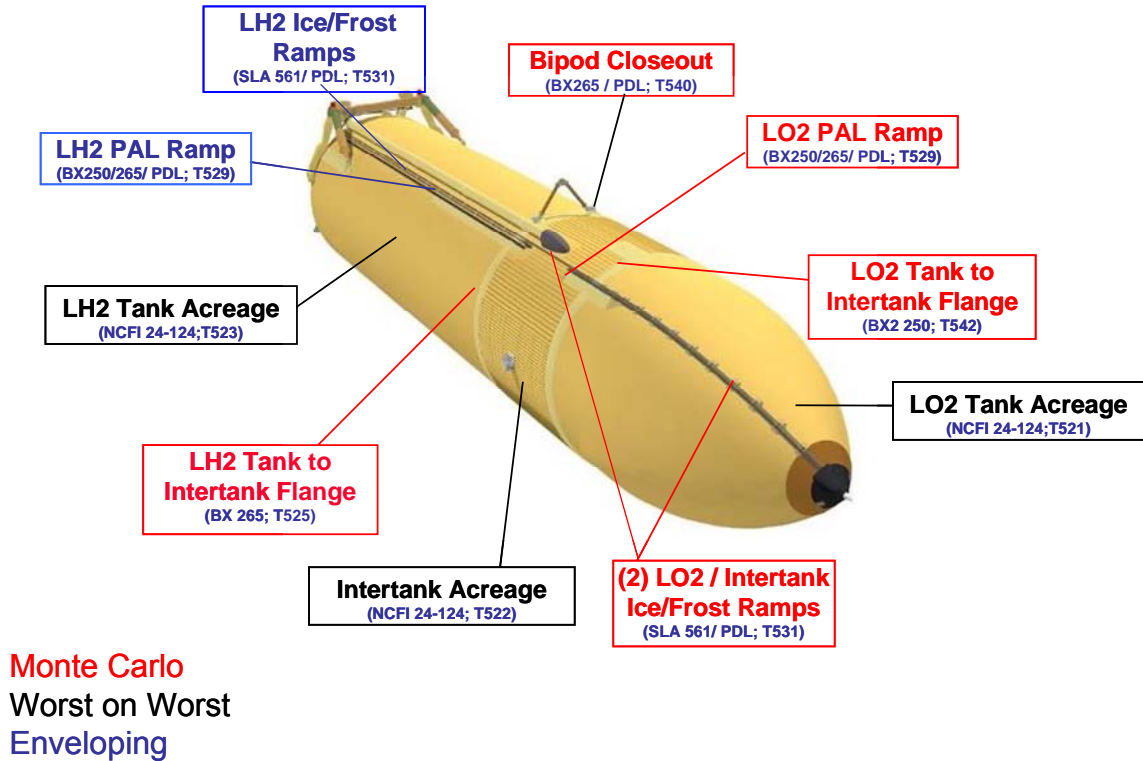 LH2 Ice/Frost
Ramps
(SLA 561/ PDL; T531)
Bipod Closeout
(BX265 / PDL; T540)
LH2 PAL Ramp
(BX250/265/ PDL; T529)
LO2 PAL Ramp
(BX250/265/ PDL; T529)
LH2 Tank Acreage
(NCFI 24-124;T523)
LO2 Tank to
Intertank Flange
(BX2 250; T542)
LO2 Tank Acreage
(NCFI 24-124;T521)
LH2 Tank to
Intertank Flange
(BX 265; T525)
Intertank Acreage
(NCFI 24-124; T522)
(2) LO2 / Intertank
Ice/Frost Ramps
(SLA 561/ PDL; T531)
Monte Carlo
Worst on Worst
Enveloping